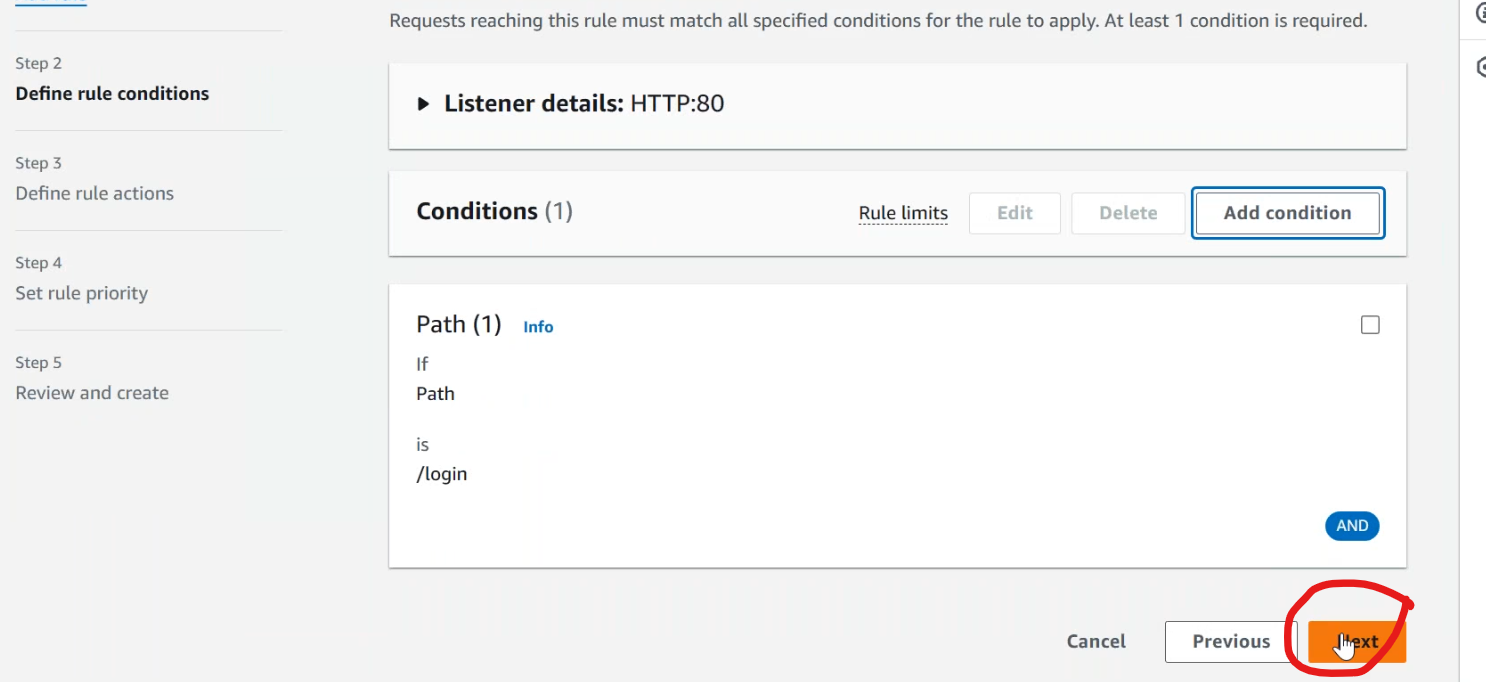 Requests reaching this rule must match all specified conditions for the rule to apply. At least 1 condition is required.
Step 2
Define rule conditions
Step 3
Define rule actions
Step 4
Set rule priority
Step 5
Review and create
Listener details: HTTP:80
Conditions (1)
Rule limits
Edit
Delete
Add condition
Path (1) Info
If
Path
is
/login
AND
Cancel
Previous
Next